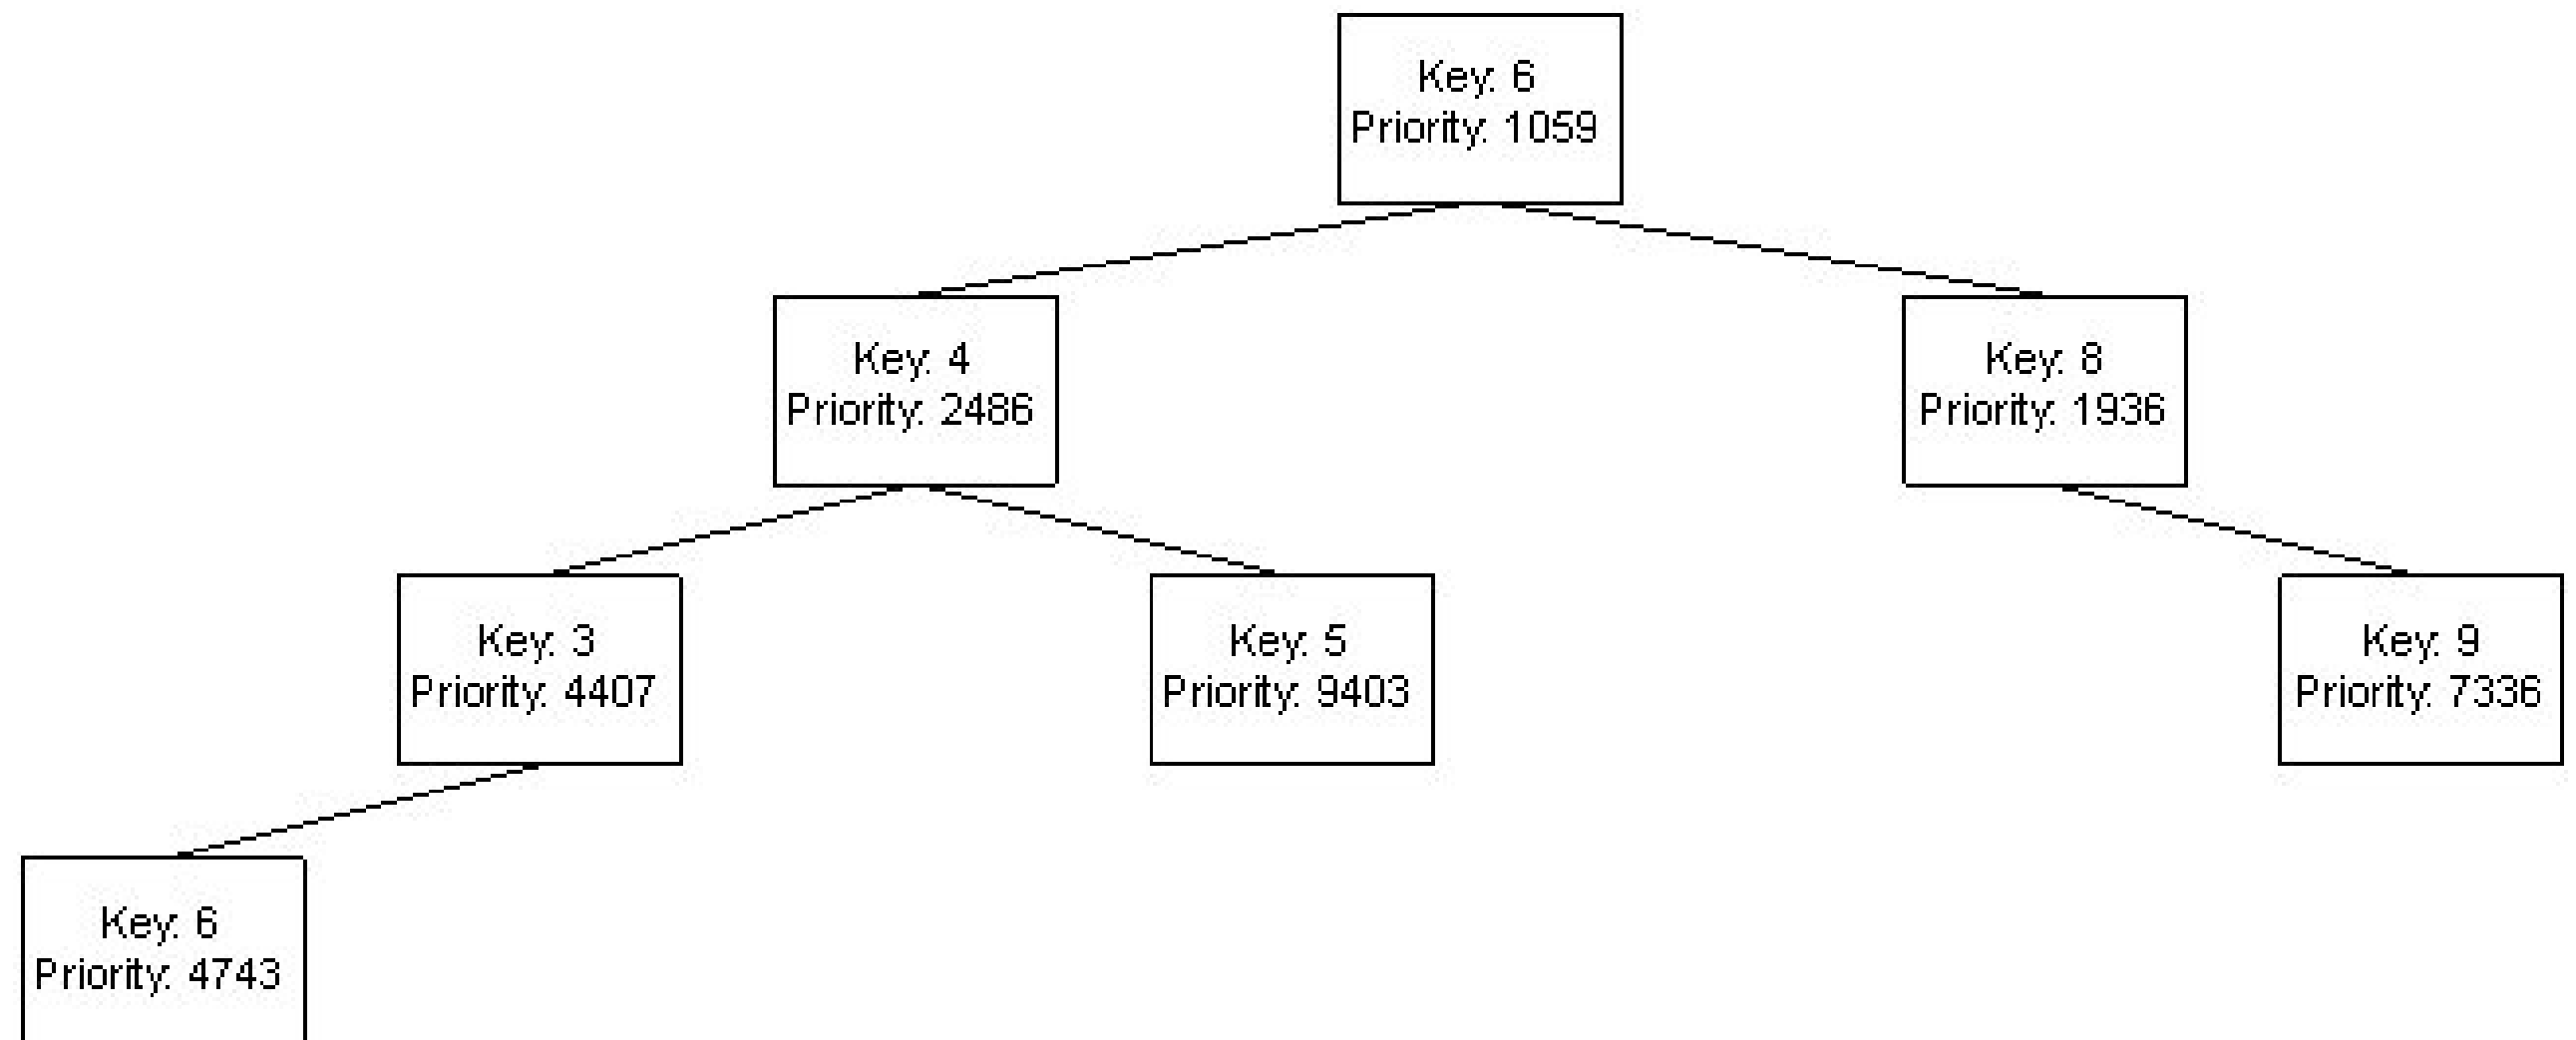 Key: 6
Priority: 1059
Key: 4
Priority: 2486
Key: 8
Priority: 1936
Key: 3
Priority: 4407
Key: 5
Priority: 9403
Key: 9
Priority: 7336
Key: 6
Priority: 4743